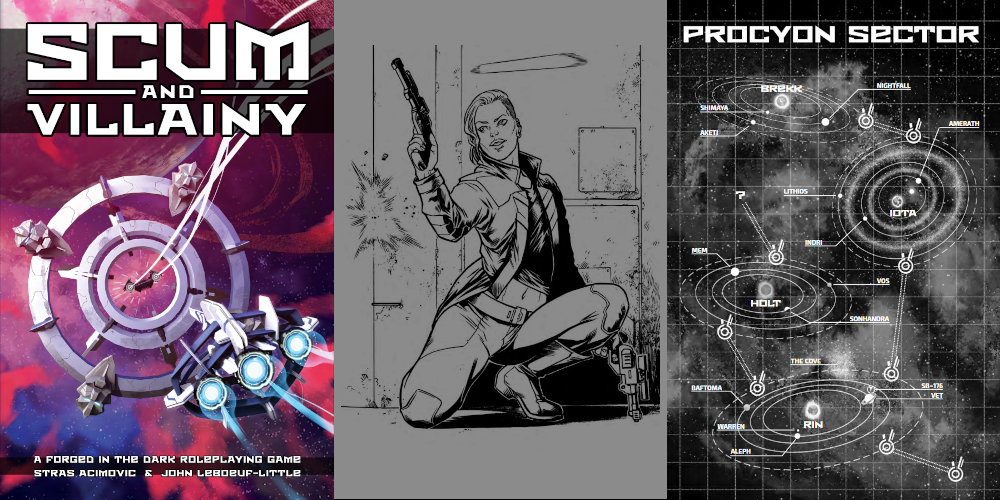 SCUM
AND
VILLAINY
A FORGED IN THE DARK ROLEPLAYING GAME
STRAS ACIMOVIC & JOHN LEBOEUF-LITTLE
PROCYON SECTOR
BREKK
NIGHTFALL
SHIMAYA
AKETI
AMERATH
LITHIOS
?
IOTA
INDRI
MEM
VOS
HOLT
SONHANDRA
THE COVE
BAFTOMA
SB-176
VET
WARREN
RIN
ALEPH